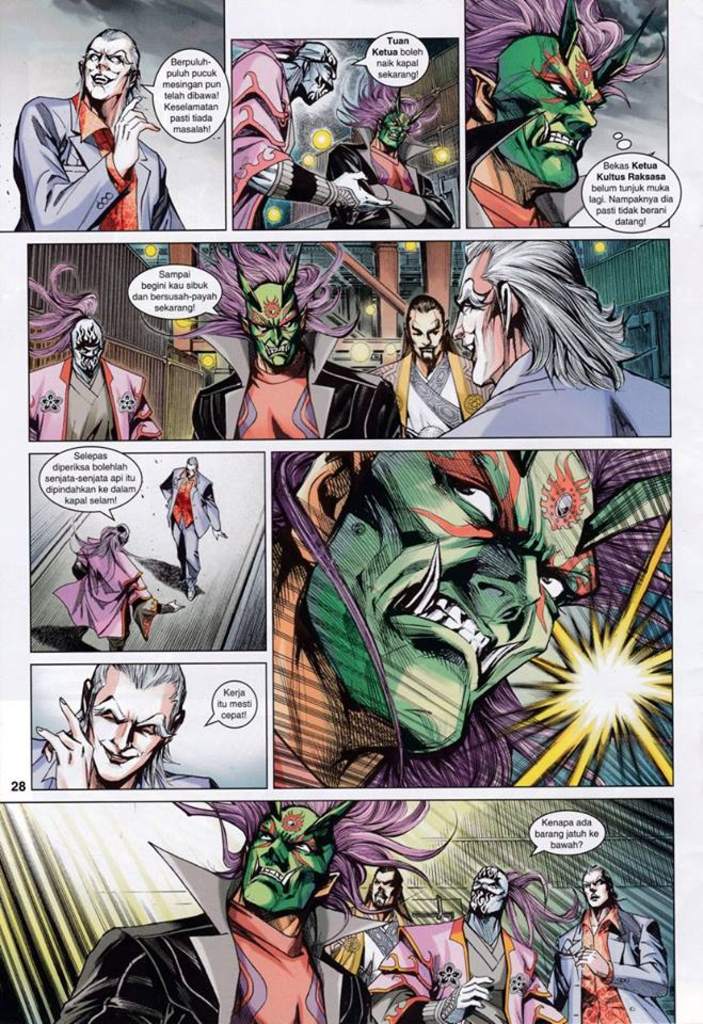 Berpuluh-
puluh pucuk
mesingan pun
telah dibawa!
Keselamatan
pasti tiada
masalah!
Tuan
Ketua boleh
naik kapal
sekarang!
Bekas Ketua
Kultus Raksasa
belum tunjuk muka
lagi. Nampaknya dia
pasti tidak berani
datang!
Sampai
begini kau sibuk
dan bersusah-payah
sekarang!
Selepas
diperiksa bolehlah
senjata-senjata api itu
dipindahkan ke dalam
kapal selam!
Kerja
itu mesti
cepat!
28
Kenapa ada
barang jatuh ke
bawah?